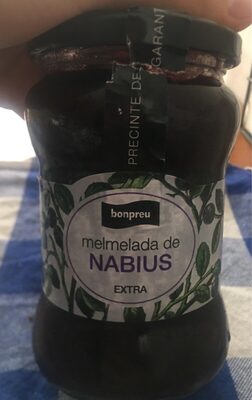 PRECINTE DE
GARANT
bonpreu
melmelada de
NABIUS
EXTRA